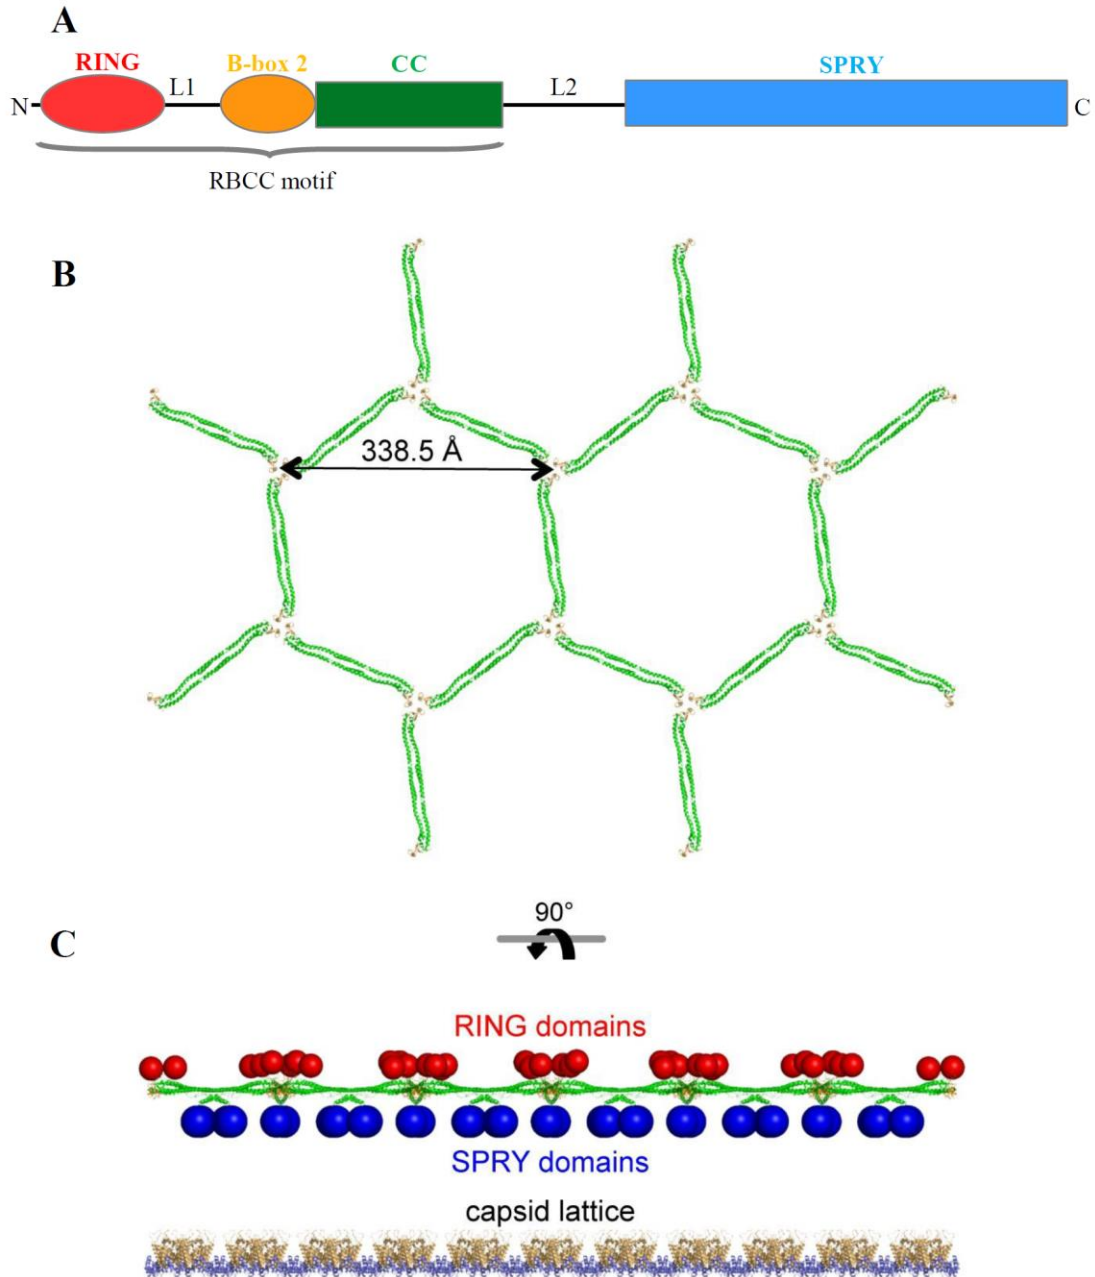 A
RING
B-box 2
CC
SPRY
N
L1
L2
C
RBCC motif
B
338.5 Å
90°
C
RING domains
SPRY domains
capsid lattice